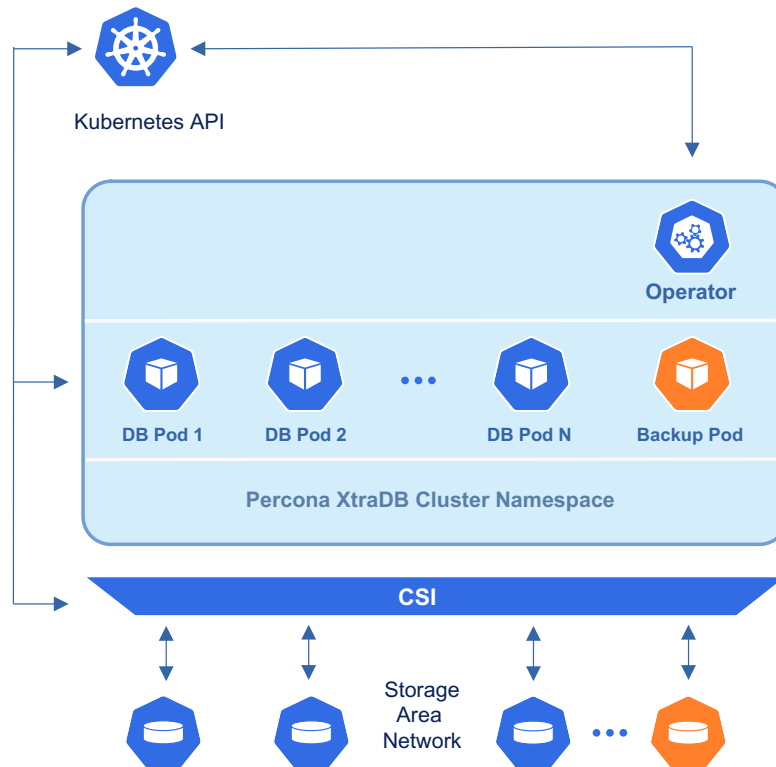 Kubernetes API
Operator
DB Pod 1
DB Pod 2
DB Pod N
Backup Pod
Percona XtraDB Cluster Namespace
CSI
Storage
Area
Network